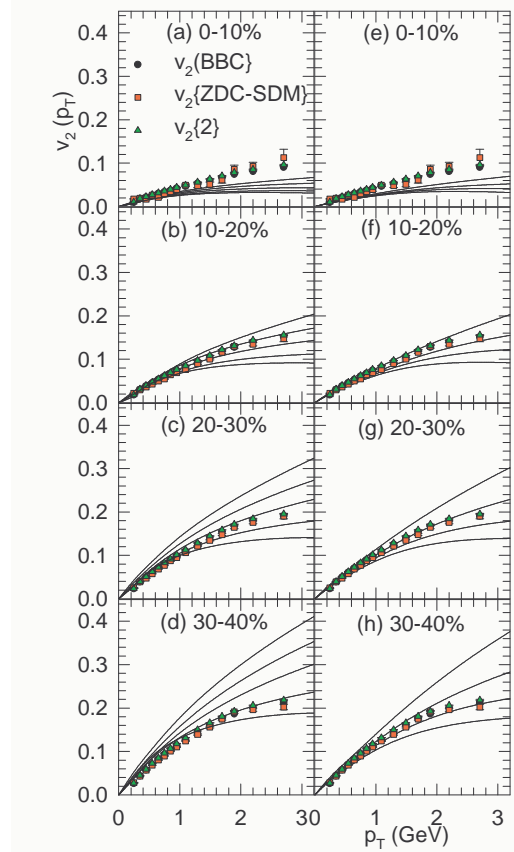 0.4
(a) 0-10%
(e) 0-10%
v2(BBC}
0.3
v2{ZDC-SDM}
v2 (pT)
0.2
v2{2}
0.1
0.0
(b) 10-20%
(f) 10-20%
0.4
0.3
0.2
0.1
0.0
(c) 20-30%
(g) 20-30%
0.4
0.3
0.2
0.1
0.0
(d) 30-40%
(h) 30-40%
0.4
0.3
0.2
0.1
0.0
0 1 2 30 1 2 3
pT (GeV)